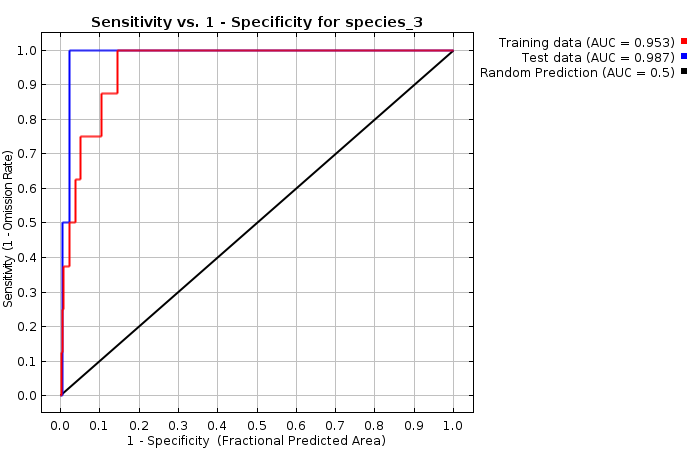 Sensitivity vs. 1 - Specificity for species_3
Training data (AUC = 0.953)
Test data (AUC = 0.987)
Random Prediction (AUC = 0.5)
Sensitivity (1 - Omission Rate)
1.0
0.9
0.8
0.7
0.6
0.5
0.4
0.3
0.2
0.1
0.0
0.0 0.1 0.2 0.3 0.4 0.5 0.6 0.7 0.8 0.9 1.0
1 - Specificity (Fractional Predicted Area)